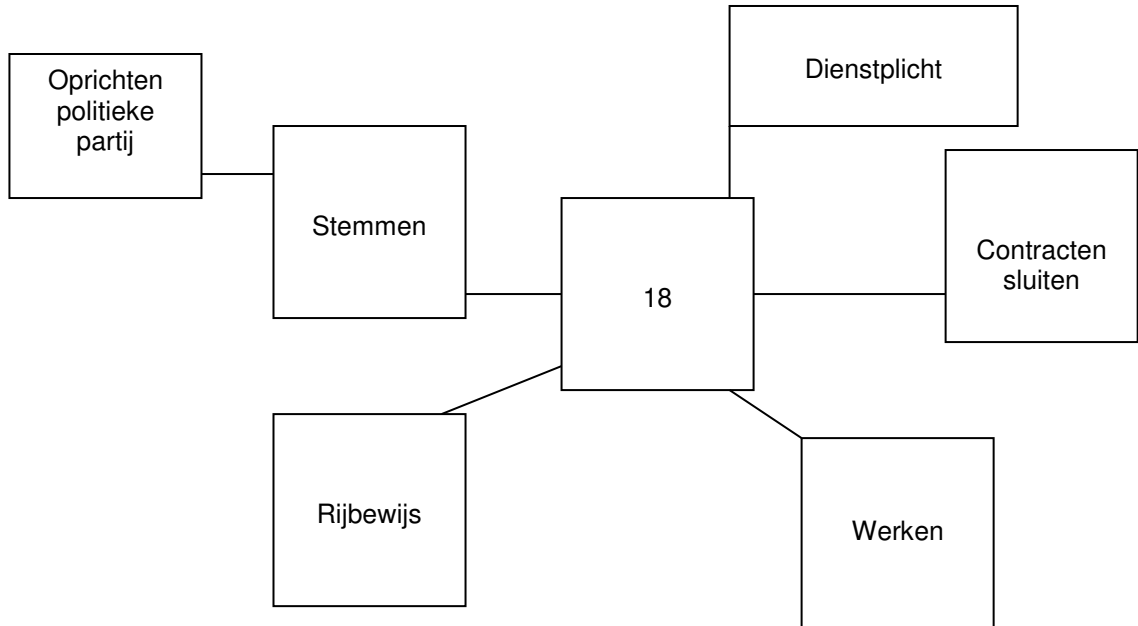 Oprichten
politieke
partij
Dienstplicht
Stemmen
Contracten
sluiten
18
Rijbewijs
Werken